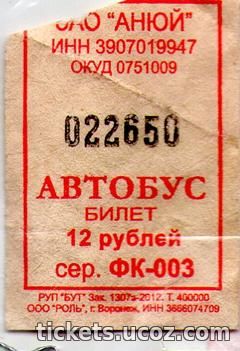 ЗАО "АНЮЙ"
ИНН 3907019947
ОКУД 0751009
022650
АВТОБУС
БИЛЕТ
12 рублей
сер. ФК-003
РУП "БУТ" Зак. 1307з-2012. Т. 400000
ООО "РОЛЬ", г. Воронеж, ИНН 3666074709
tickets.ucoz.com